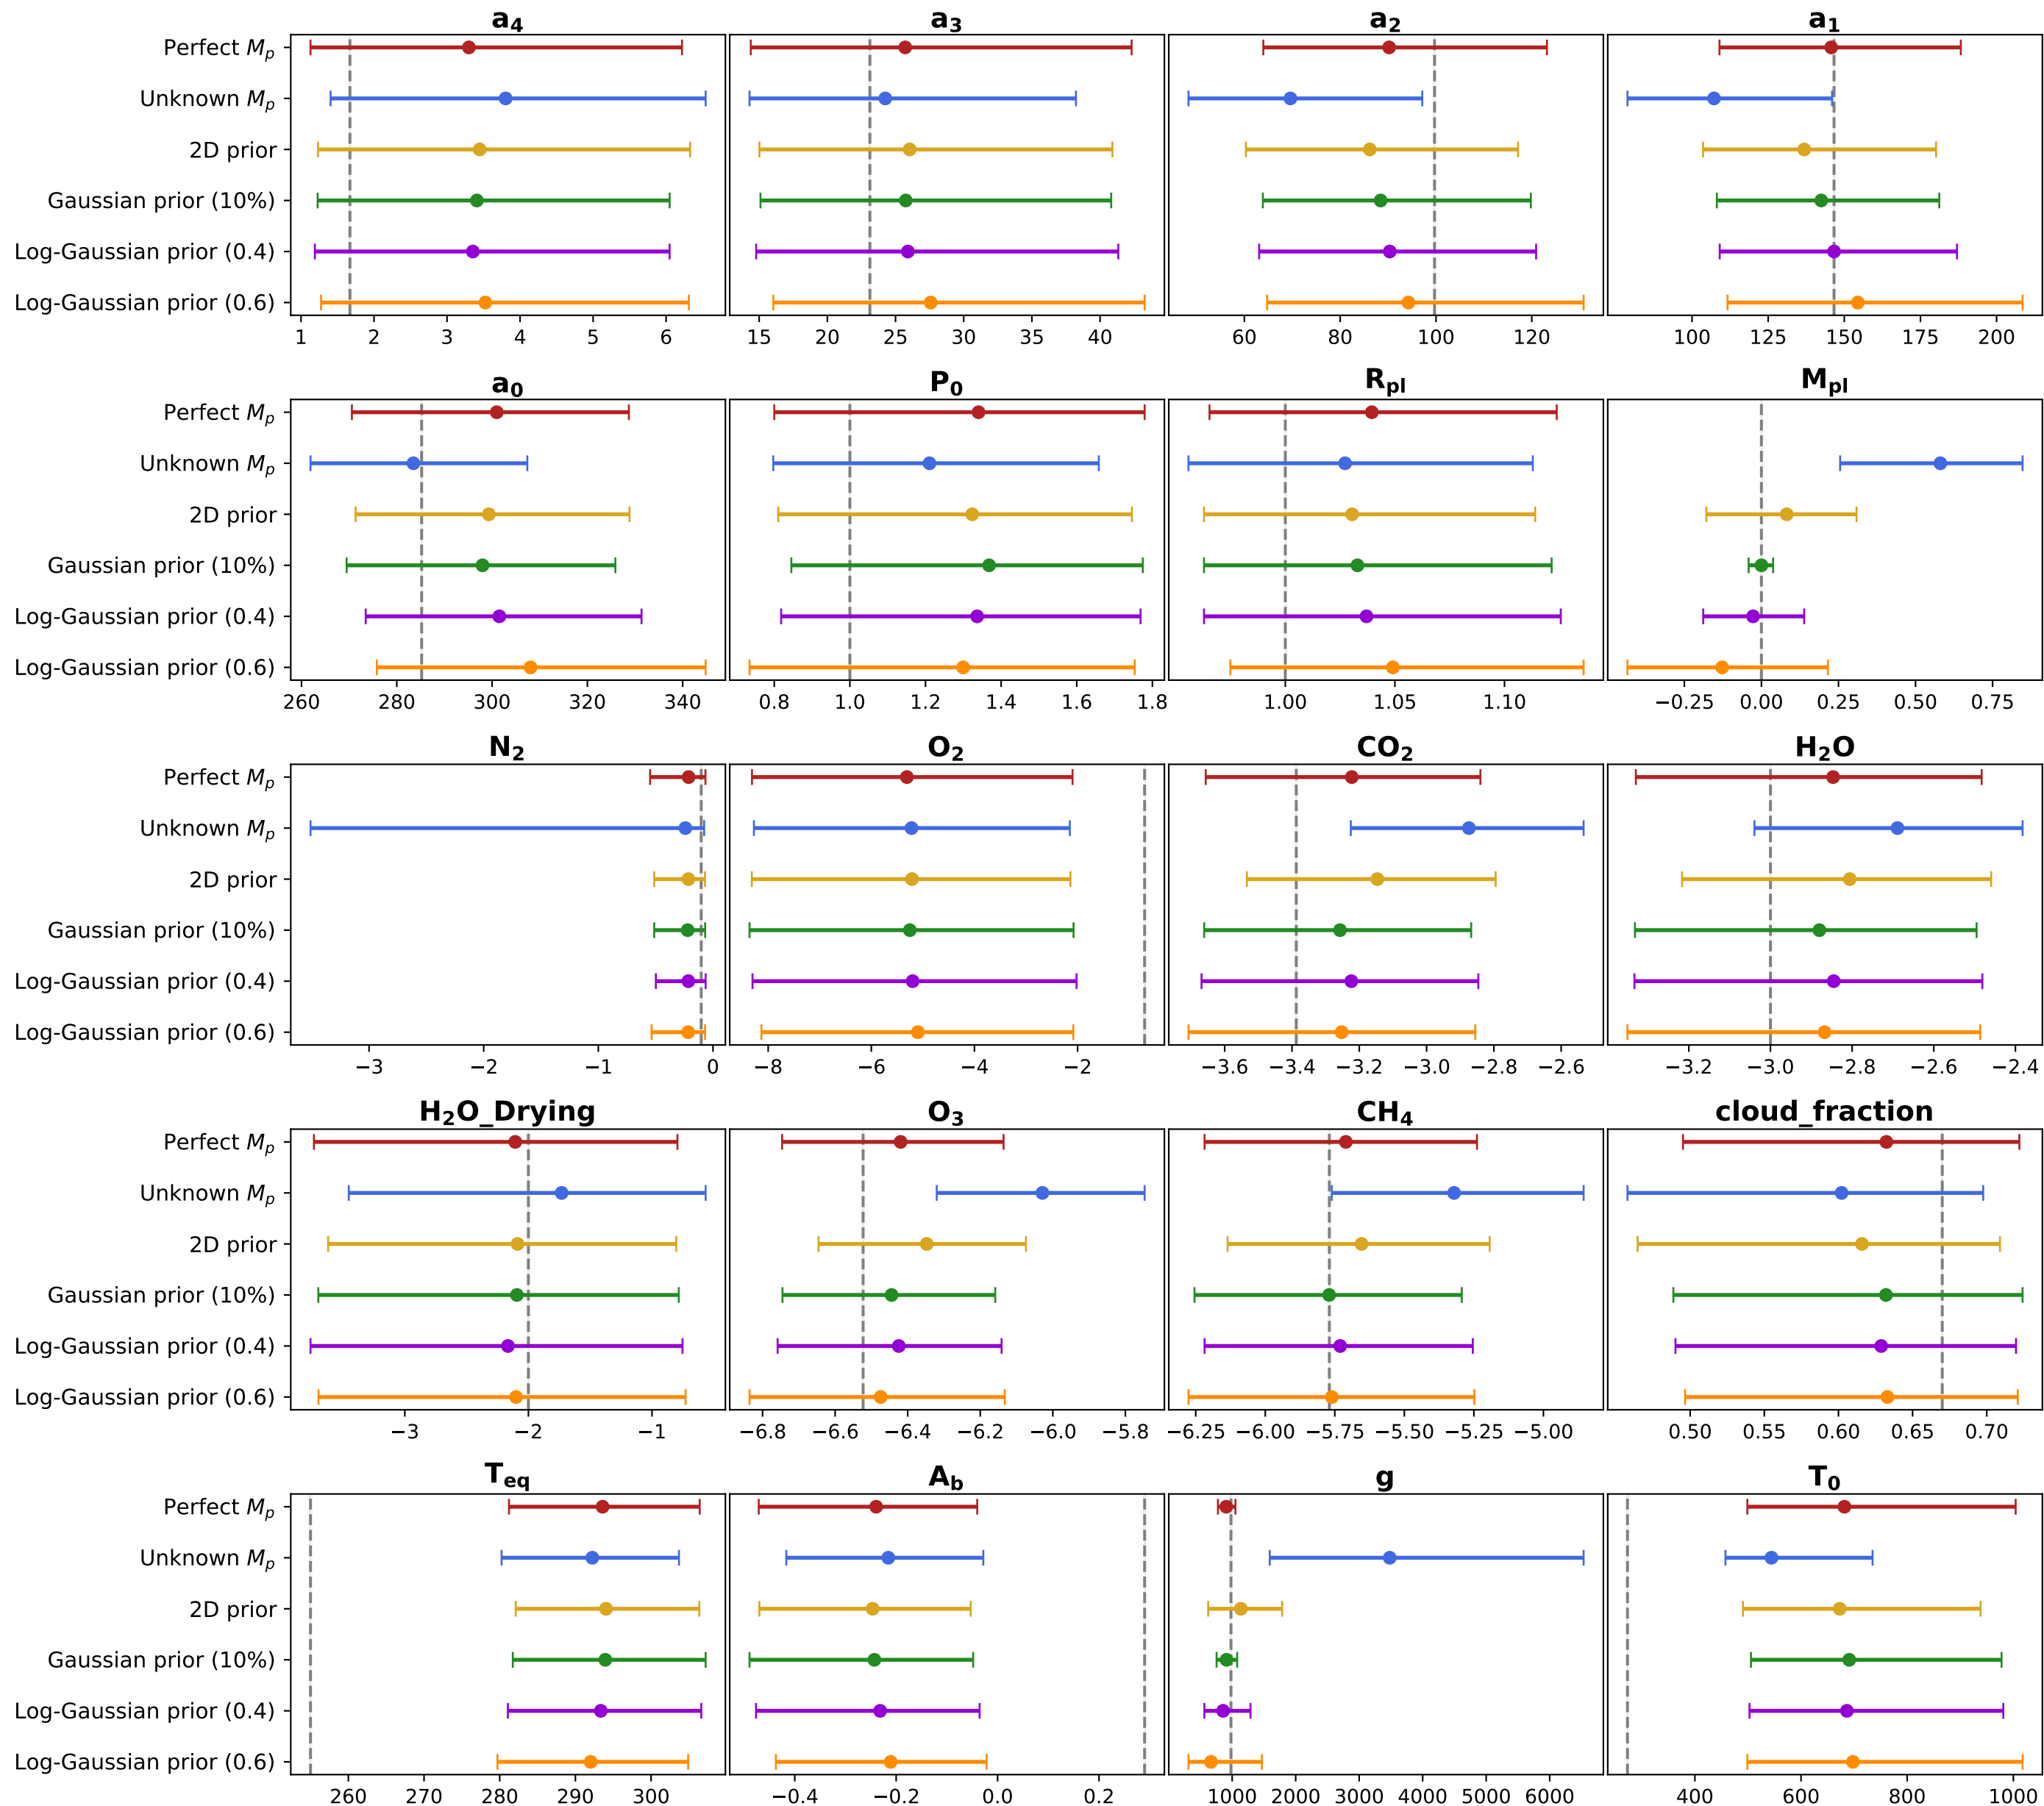 a₄ a₃ a₂ a₁
Perfect Mₚ
Unknown Mₚ
2D prior
Gaussian prior (10%)
Log-Gaussian prior (0.4)
Log-Gaussian prior (0.6)
1 2 3 4 5 6 15 20 25 30 35 40 60 80 100 120 100 125 150 175 200
a₀ P₀ Rₚₗ Mₚₗ
Perfect Mₚ
Unknown Mₚ
2D prior
Gaussian prior (10%)
Log-Gaussian prior (0.4)
Log-Gaussian prior (0.6)
260 280 300 320 340 0.8 1.0 1.2 1.4 1.6 1.8 1.00 1.05 1.10 −0.25 0.00 0.25 0.50 0.75
N₂ O₂ CO₂ H₂O
Perfect Mₚ
Unknown Mₚ
2D prior
Gaussian prior (10%)
Log-Gaussian prior (0.4)
Log-Gaussian prior (0.6)
−3 −2 −1 0 −8 −6 −4 −2 −3.6 −3.4 −3.2 −3.0 −2.8 −2.6 −3.2 −3.0 −2.8 −2.6 −2.4
H₂O_Drying O₃ CH₄ cloud_fraction
Perfect Mₚ
Unknown Mₚ
2D prior
Gaussian prior (10%)
Log-Gaussian prior (0.4)
Log-Gaussian prior (0.6)
−3 −2 −1 −6.8 −6.6 −6.4 −6.2 −6.0 −5.8 −6.25 −6.00 −5.75 −5.50 −5.25 −5.00 0.50 0.55 0.60 0.65 0.70
T_eq A_b g T₀
Perfect Mₚ
Unknown Mₚ
2D prior
Gaussian prior (10%)
Log-Gaussian prior (0.4)
Log-Gaussian prior (0.6)
260 270 280 290 300 −0.4 −0.2 0.0 0.2 1000 2000 3000 4000 5000 6000 400 600 800 1000